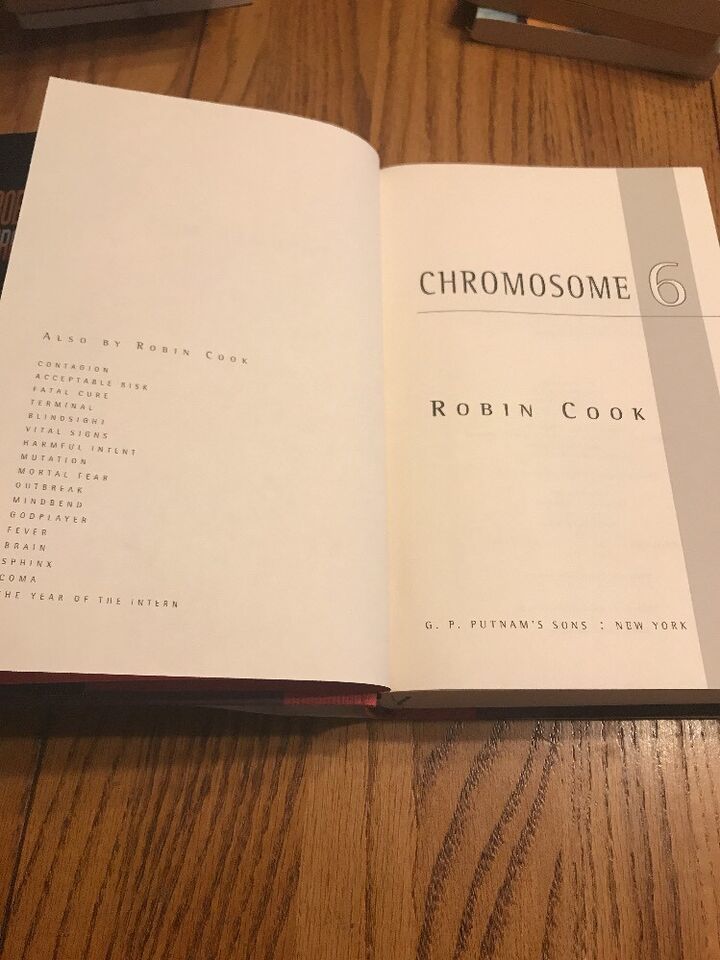 ALSO BY ROBIN COOK
CONTAGION
ACCEPTABLE RISK
FATAL CURE
TERMINAL
BLINDSIGHT
VITAL SIGNS
HARMFUL INTENT
MUTATION
MORTAL FEAR
OUTBREAK
MINDBEND
GODPLAYER
FEVER
BRAIN
SPHINX
COMA
THE YEAR OF THE INTERN
CHROMOSOME 6
ROBIN COOK
G. P. PUTNAM'S SONS : NEW YORK